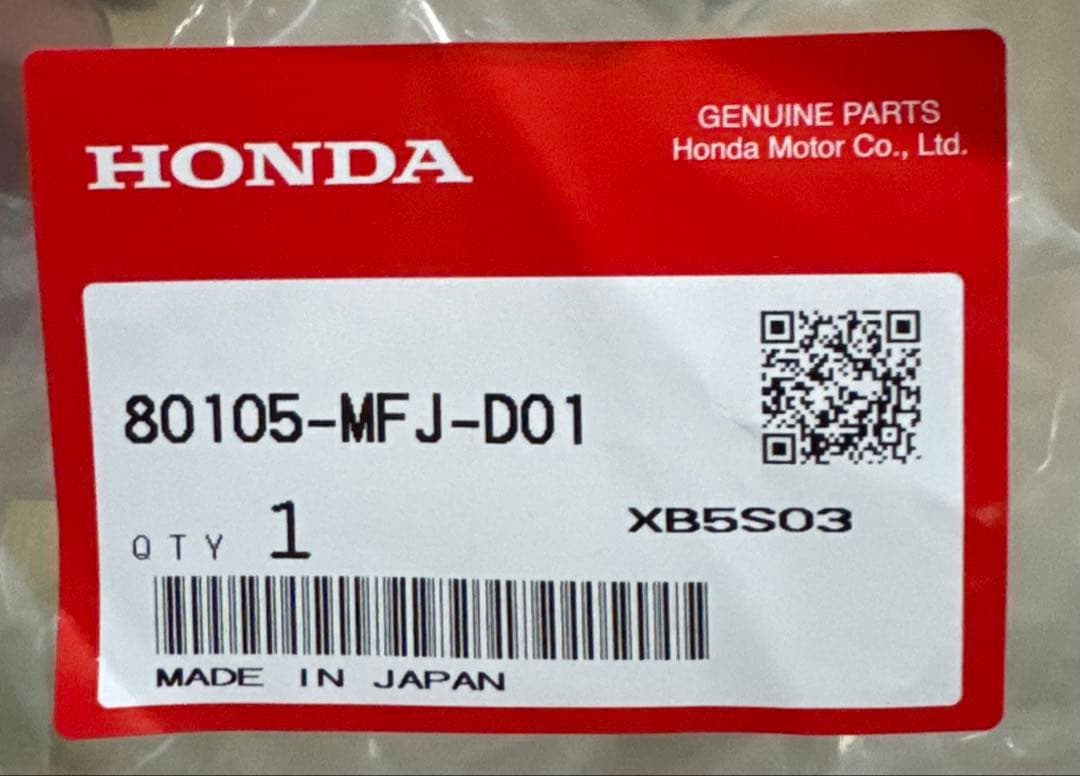 HONDA
GENUINE PARTS
Honda Motor Co., Ltd.
80105-MFJ-D01
QTY 1
XB5S03
MADE IN JAPAN